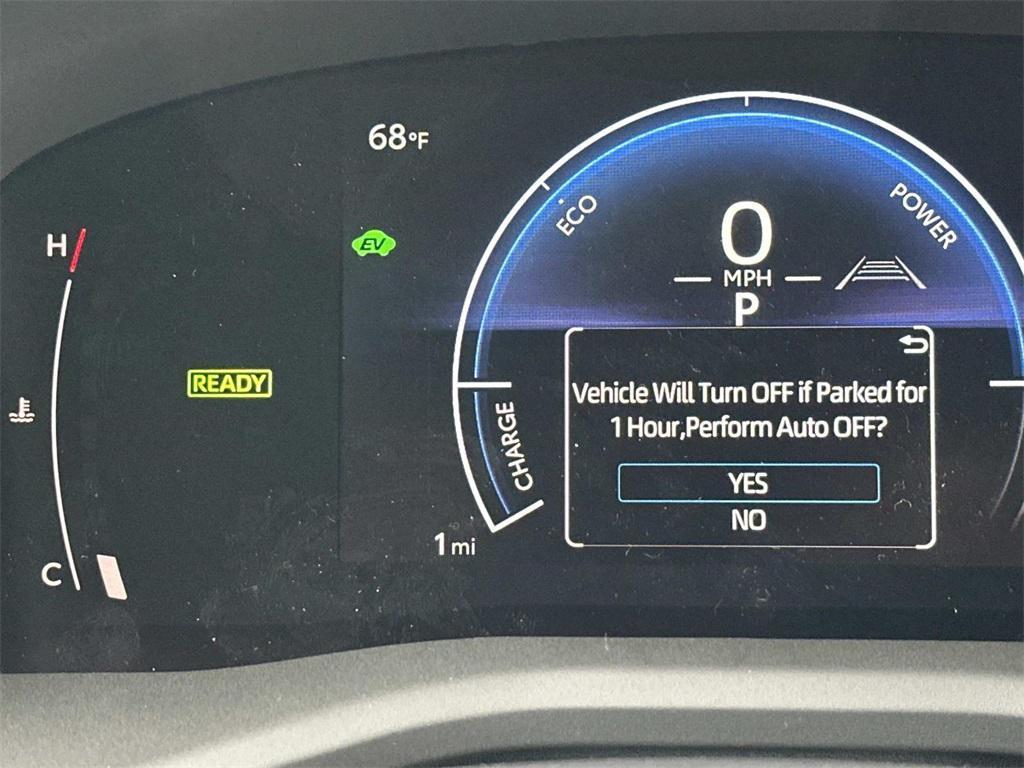 68°F
H
EV
ECO
POWER
0
MPH
P
READY
Vehicle Will Turn OFF if Parked for
1 Hour,Perform Auto OFF?
YES
NO
CHARGE
1 mi
C